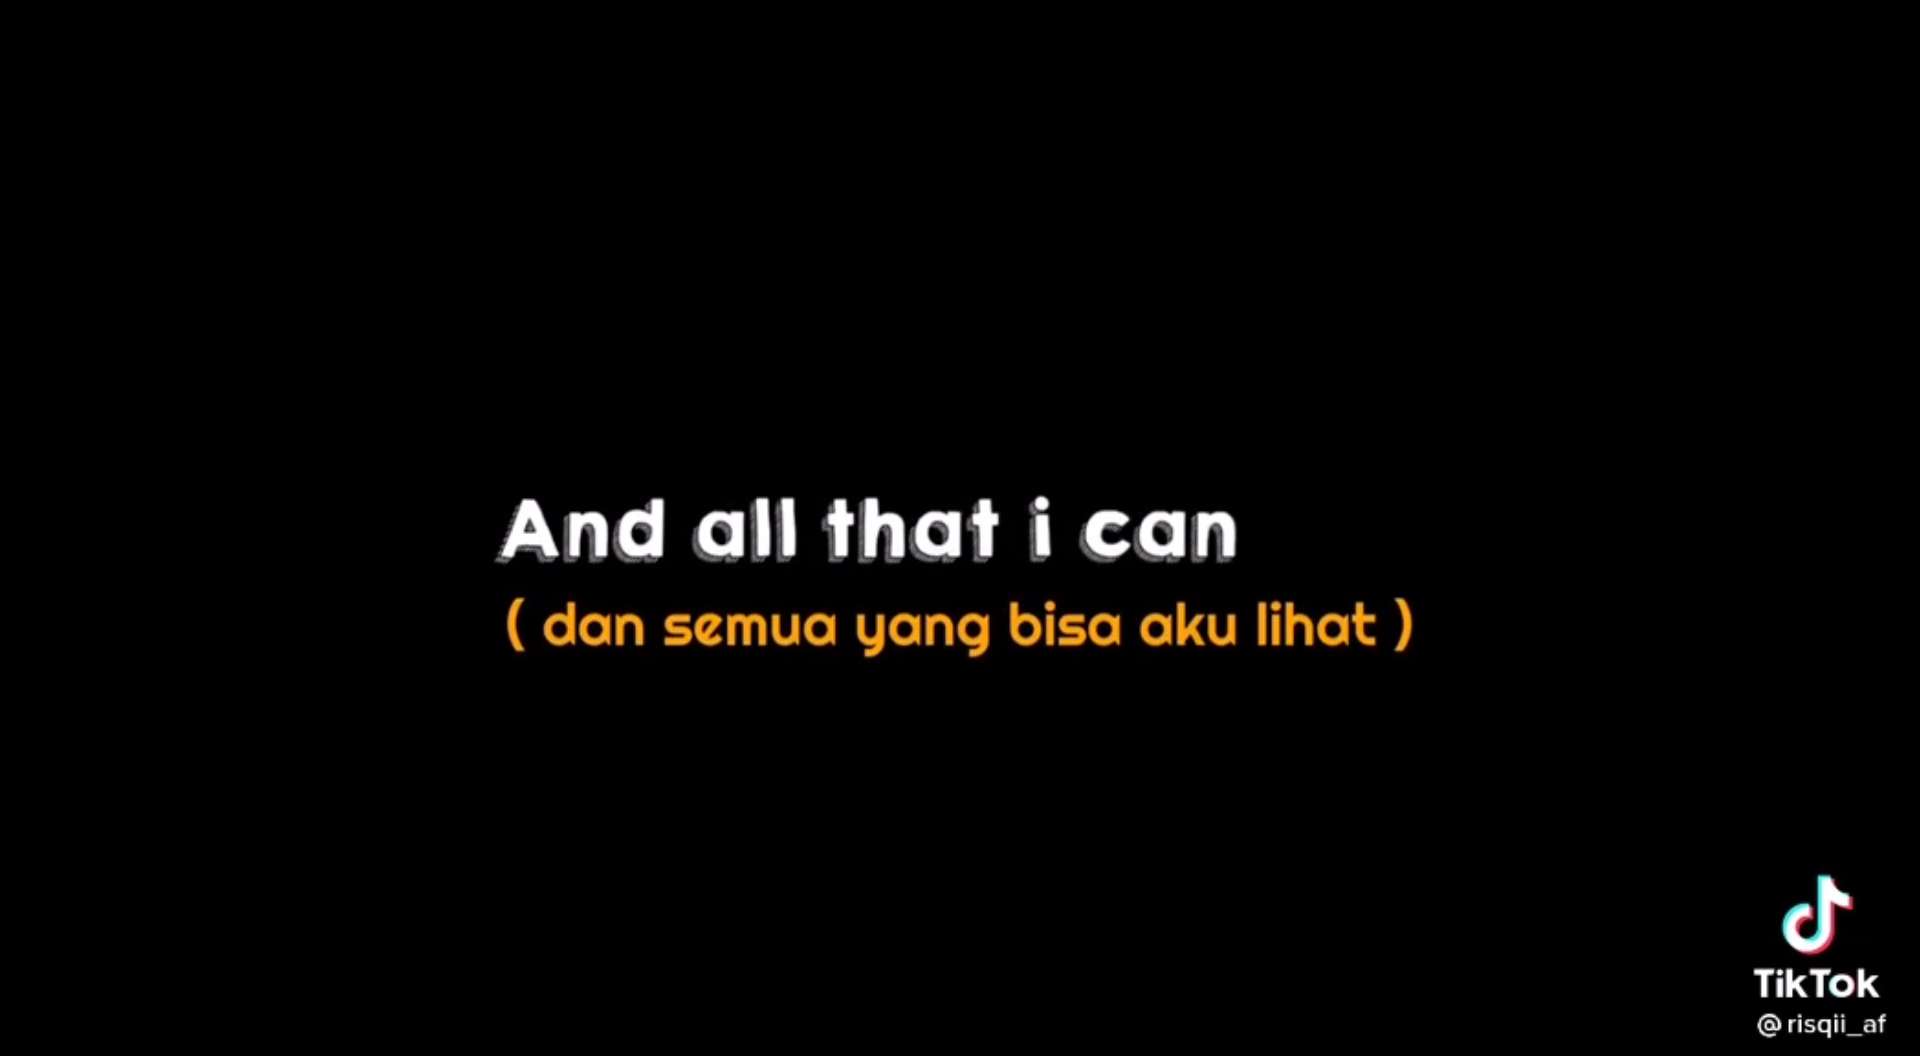 And all that i can
( dan semua yang bisa aku lihat )
TikTok
@risqii_af